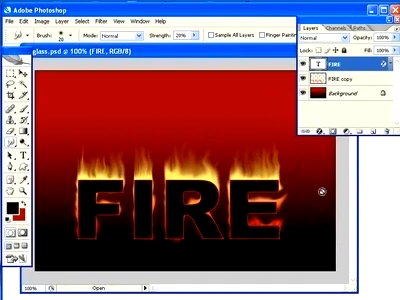 Adobe Photoshop
File Edit Image Layer Select Filter View Window Help
Brush: 20 Mode: Normal Strength: 20% Sample All Layers Finger Painting
glass.psd @ 100% (FIRE, RGB/8)
Layers Channels Paths
Normal Opacity: 100%
Lock: Fill: 100%
T FIRE
FIRE copy
Background
FIRE
100% Open